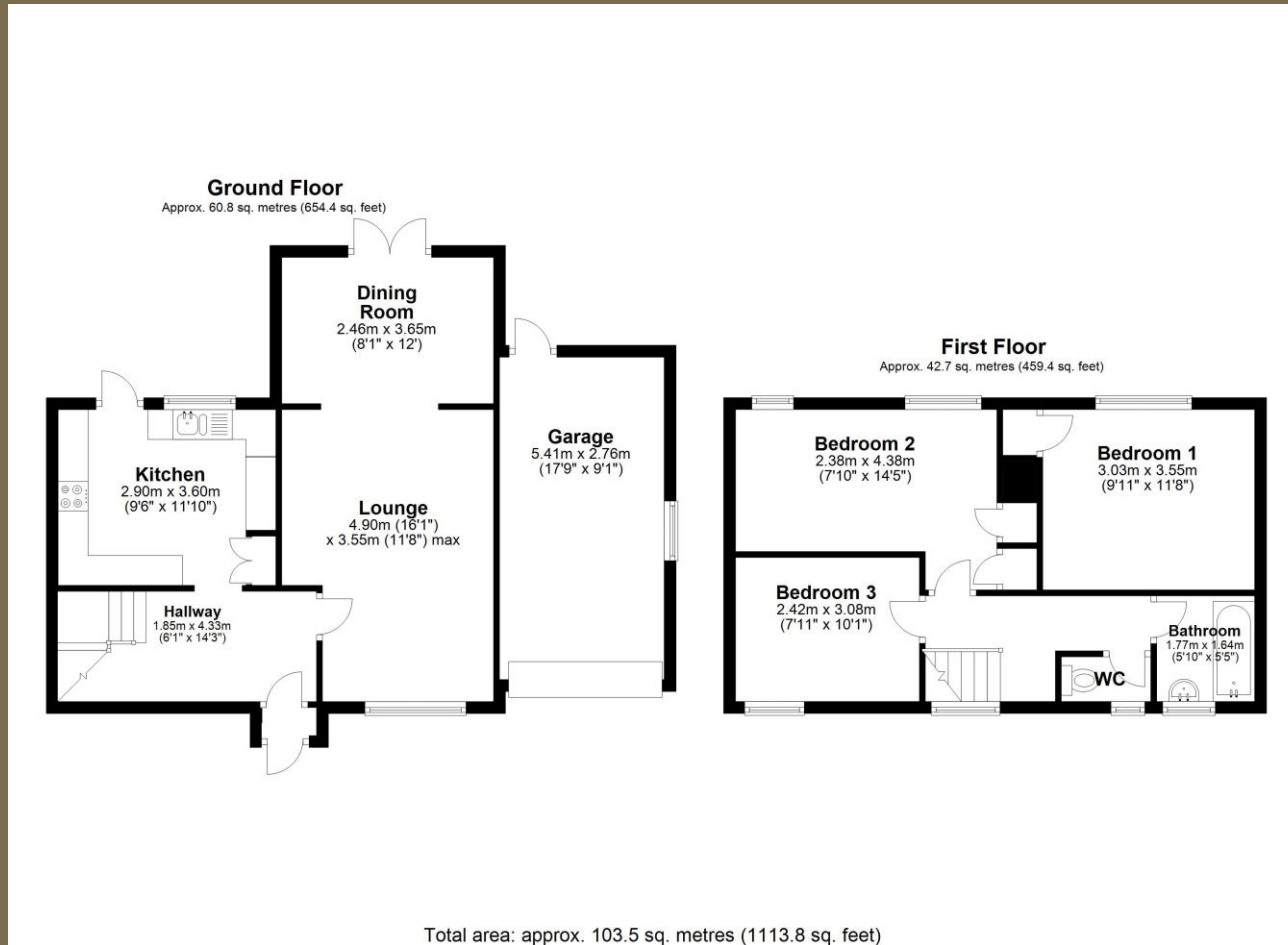 Ground Floor
Approx. 60.8 sq. metres (654.4 sq. feet)
Dining
Room
2.46m x 3.65m
(8'1" x 12')
Kitchen
2.90m x 3.60m
(9'6" x 11'10")
Lounge
4.90m (16'1")
x 3.55m (11'8") max
Garage
5.41m x 2.76m
(17'9" x 9'1")
Hallway
1.85m x 4.33m
(6'1" x 14'3")
First Floor
Approx. 42.7 sq. metres (459.4 sq. feet)
Bedroom 2
2.38m x 4.38m
(7'10" x 14'5")
Bedroom 1
3.03m x 3.55m
(9'11" x 11'8")
Bedroom 3
2.42m x 3.08m
(7'11" x 10'1")
Bathroom
1.77m x 1.64m
(5'10" x 5'5")
WC
Total area: approx. 103.5 sq. metres (1113.8 sq. feet)